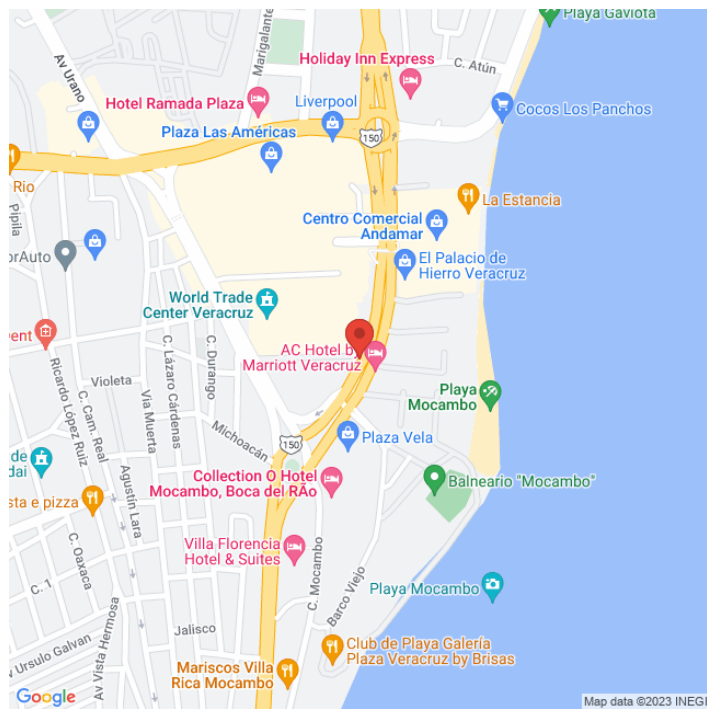 Playa Gaviota
Av Urano
Marigalante
Holiday Inn Express
C. Atún
Hotel Ramada Plaza
Liverpool
Cocos Los Panchos
Plaza Las Américas
150
Rio
Pipila
La Estancia
Centro Comercial
Andamar
orAuto
El Palacio de
Hierro Veracruz
World Trade
Center Veracruz
Dent
C. Durango
AC Hotel by
Marriott Veracruz
C. Lázaro Cárdenas
Violeta
Playa
Mocambo
Ricardo López Ruiz
C. Cam. Real
Vía Muerta
Michoacán
150
Plaza Vela
de
dai
Agustín Lara
Collection O Hotel
Mocambo, Boca del RÃo
Balneario "Mocambo"
sta e pizza
C. Oaxaca
Villa Florencia
Hotel & Suites
C. 1
C. Mocambo
Barco Viejo
Playa Mocambo
Av Vista Hermosa
Jalisco
Av Ursulo Galvan
Club de Playa Galería
Plaza Veracruz by Brisas
Mariscos Villa
Rica Mocambo
Google
Map data ©2023 INEGI